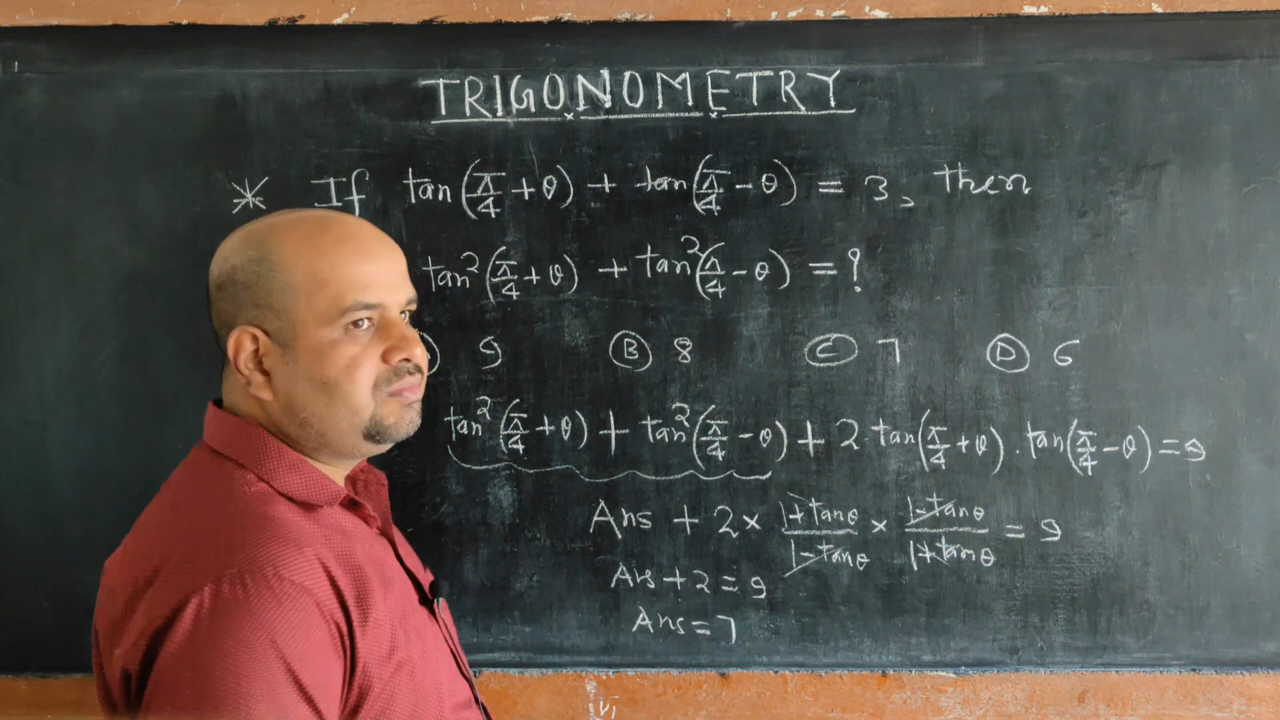 TRIGONOMETRY
* If tan(π/4 + θ) + tan(π/4 - θ) = 3, then
tan²(π/4 + θ) + tan²(π/4 - θ) = ?
9 (B) 8 (C) 7 (D) 6
tan²(π/4 + θ) + tan²(π/4 - θ) + 2 tan(π/4 + θ) . tan(π/4 - θ) = 9
Ans + 2 × (1+tanθ)/(1-tanθ) × (1-tanθ)/(1+tanθ) = 9
Ans + 2 = 9
Ans = 7